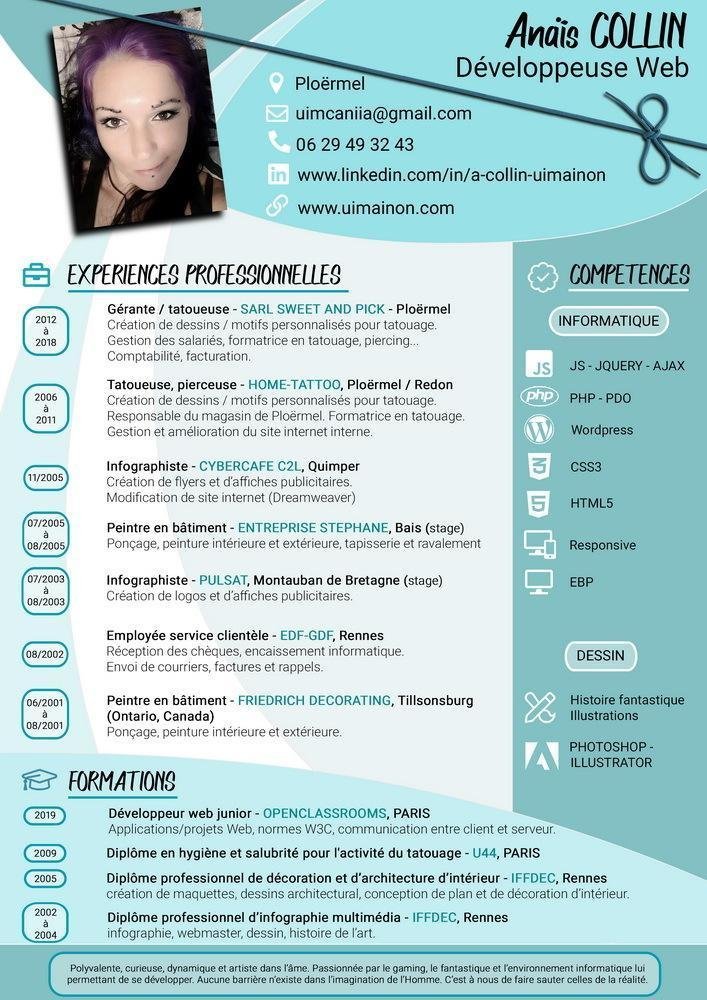 Anaïs COLLIN
Développeuse Web
Ploërmel
uimcaniia@gmail.com
06 29 49 32 43
in www.linkedin.com/in/a-collin-uimainon
www.uimainon.com
EXPERIENCES PROFESSIONNELLES
2012
à
2018
Gérante / tatoueuse - SARL SWEET AND PICK - Ploërmel
Création de dessins / motifs personnalisés pour tatouage.
Gestion des salariés, formatrice en tatouage, piercing...
Comptabilité, facturation.
2006
à
2011
Tatoueuse, pierceuse - HOME-TATTOO, Ploërmel / Redon
Création de dessins / motifs personnalisés pour tatouage.
Responsable du magasin de Ploërmel. Formatrice en tatouage.
Gestion et amélioration du site internet interne.
11/2005
Infographiste - CYBERCAFE C2L, Quimper
Création de flyers et d'affiches publicitaires.
Modification de site internet (Dreamweaver)
07/2005
à
08/2005
Peintre en bâtiment - ENTREPRISE STEPHANE, Bais (stage)
Ponçage, peinture intérieure et extérieure, tapisserie et ravalement
07/2003
à
08/2003
Infographiste - PULSAT, Montauban de Bretagne (stage)
Création de logos et d'affiches publicitaires.
08/2002
Employée service clientèle - EDF-GDF, Rennes
Réception des chèques, encaissement informatique.
Envoi de courriers, factures et rappels.
06/2001
à
08/2001
Peintre en bâtiment - FRIEDRICH DECORATING, Tillsonsburg
(Ontario, Canada)
Ponçage, peinture intérieure et extérieure.
COMPETENCES
INFORMATIQUE
JS JS - JQUERY - AJAX
php PHP - PDO
Wordpress
3 CSS3
5 HTML5
Responsive
EBP
DESSIN
Histoire fantastique
Illustrations
PHOTOSHOP -
ILLUSTRATOR
FORMATIONS
2019
Développeur web junior - OPENCLASSROOMS, PARIS
Applications/projets Web, normes W3C, communication entre client et serveur.
2009
Diplôme en hygiène et salubrité pour l'activité du tatouage - U44, PARIS
2005
Diplôme professionnel de décoration et d'architecture d'intérieur - IFFDEC, Rennes
création de maquettes, dessins architectural, conception de plan et de décoration d'intérieur.
2002
à
2004
Diplôme professionnel d'infographie multimédia - IFFDEC, Rennes
infographie, webmaster, dessin, histoire de l'art.
Polyvalente, curieuse, dynamique et artiste dans l'âme. Passionnée par le gaming, le fantastique et l'environnement informatique lui
permettant de se développer. Aucune barrière n'existe dans l'imagination de l'Homme. C'est à nous de faire sauter celles de la réalité.